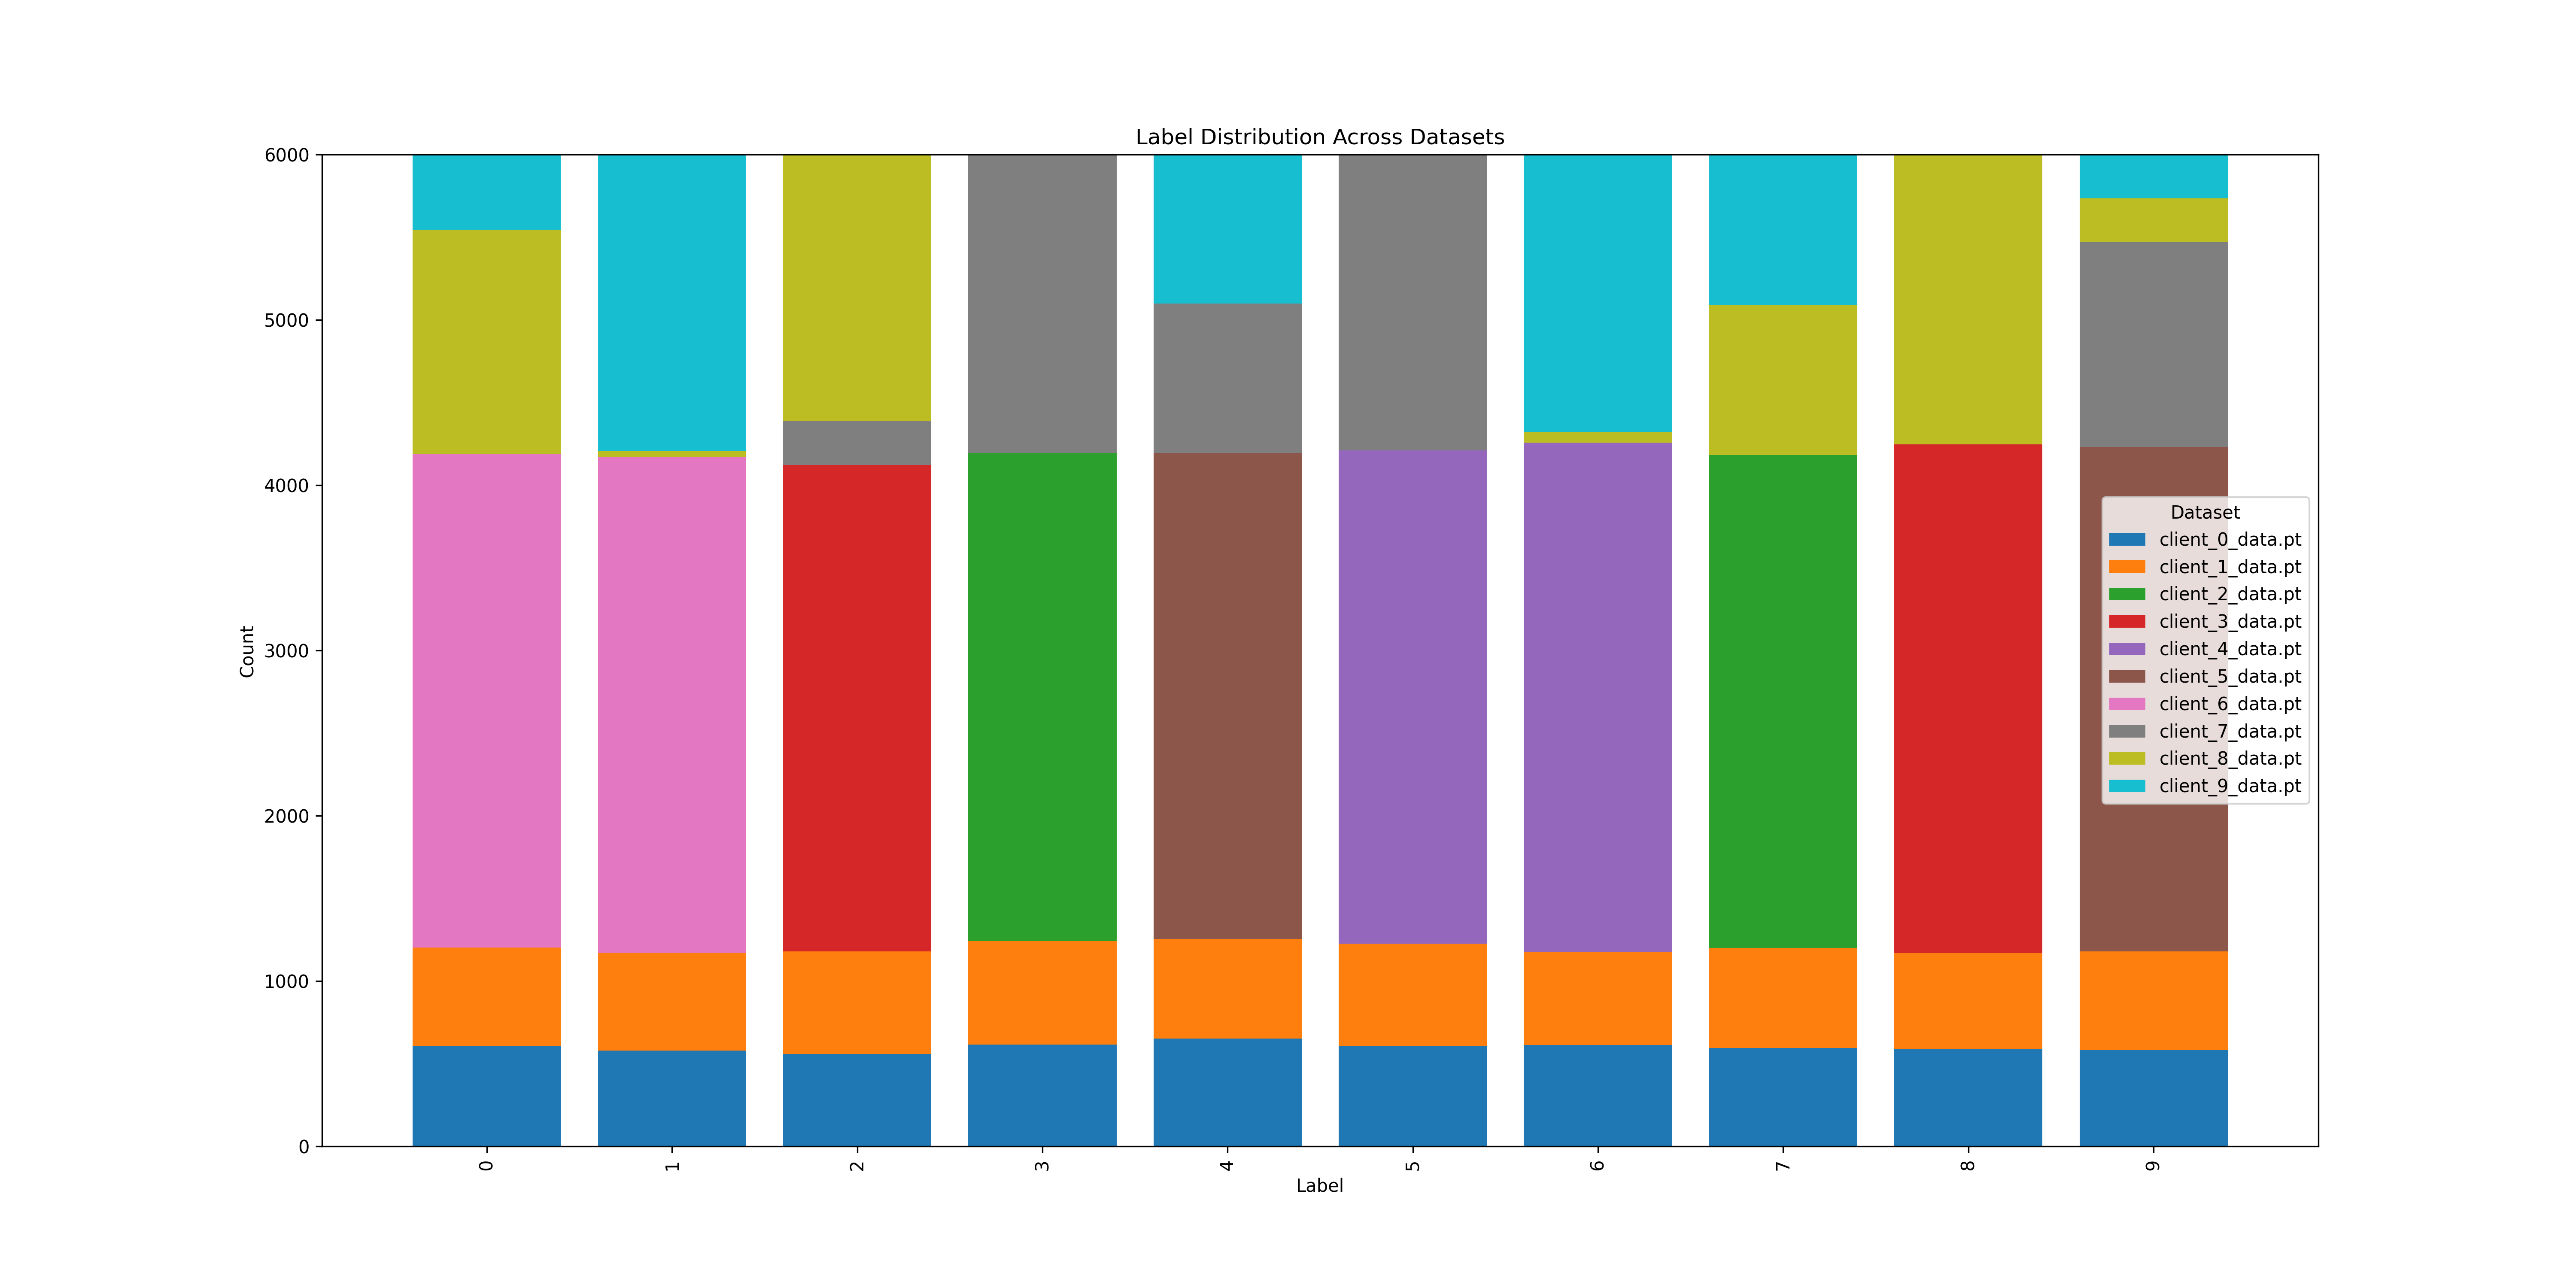 Label Distribution Across Datasets
6000
5000
4000
3000
2000
1000
0
Count
Dataset
client_0_data.pt
client_1_data.pt
client_2_data.pt
client_3_data.pt
client_4_data.pt
client_5_data.pt
client_6_data.pt
client_7_data.pt
client_8_data.pt
client_9_data.pt
0 1 2 3 4 5 6 7 8 9
Label